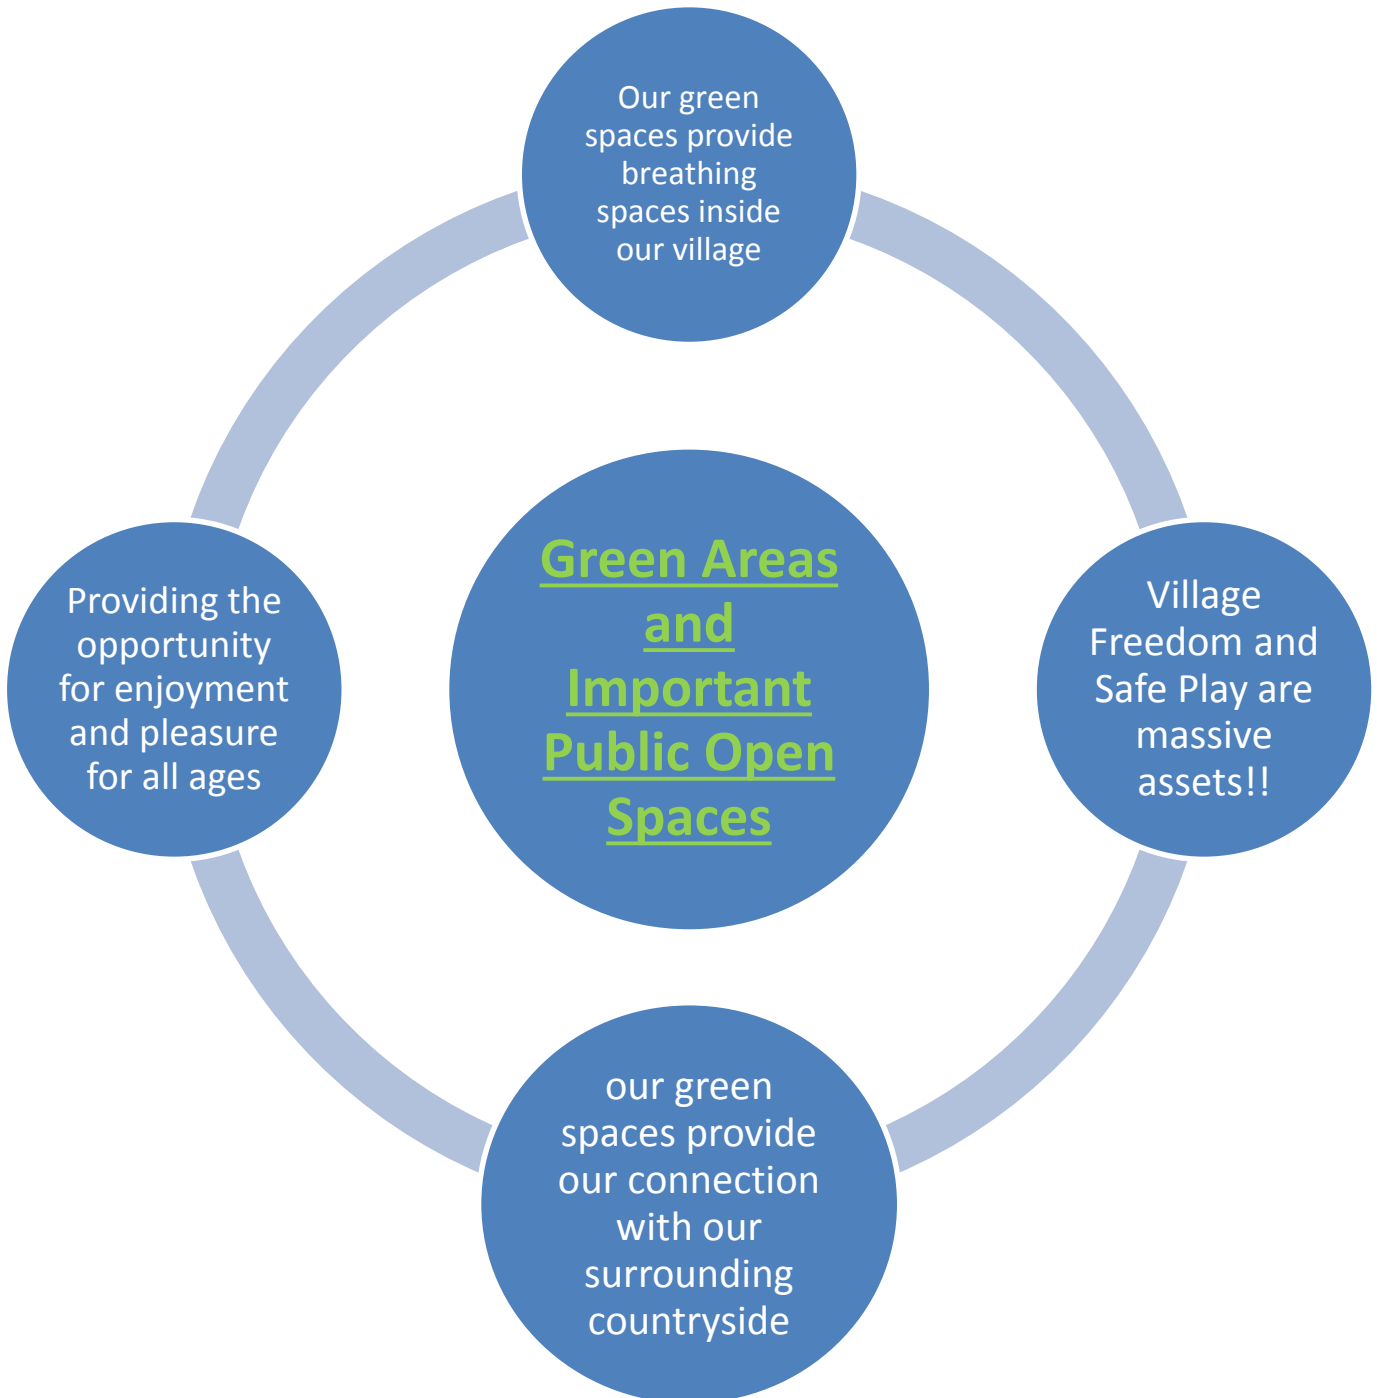 Our green
spaces provide
breathing
spaces inside
our village
Green Areas
and
Important
Public Open
Spaces
Village
Freedom and
Safe Play are
massive
assets!!
our green
spaces provide
our connection
with our
surrounding
countryside
Providing the
opportunity
for enjoyment
and pleasure
for all ages